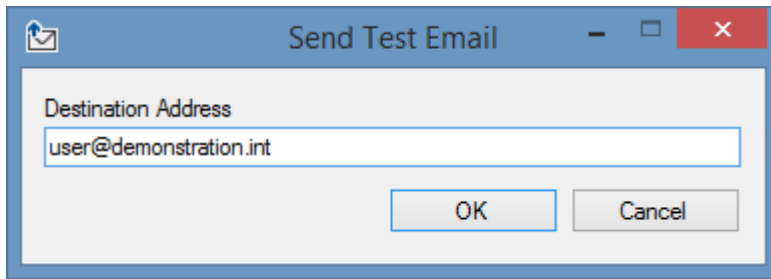 Send Test Email
Destination Address
user@demonstration.int
OK
Cancel